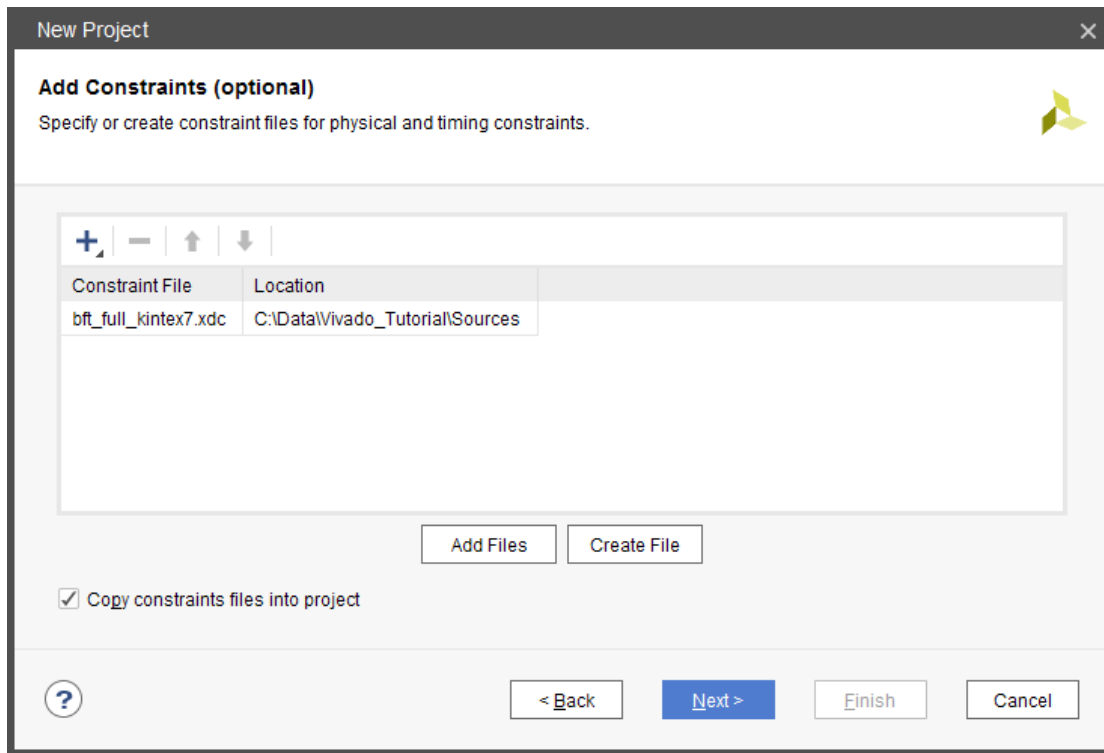 New Project
Add Constraints (optional)
Specify or create constraint files for physical and timing constraints.
Constraint File Location
bft_full_kintex7.xdc C:\Data\Vivado_Tutorial\Sources
Add Files Create File
Copy constraints files into project
? < Back Next > Finish Cancel